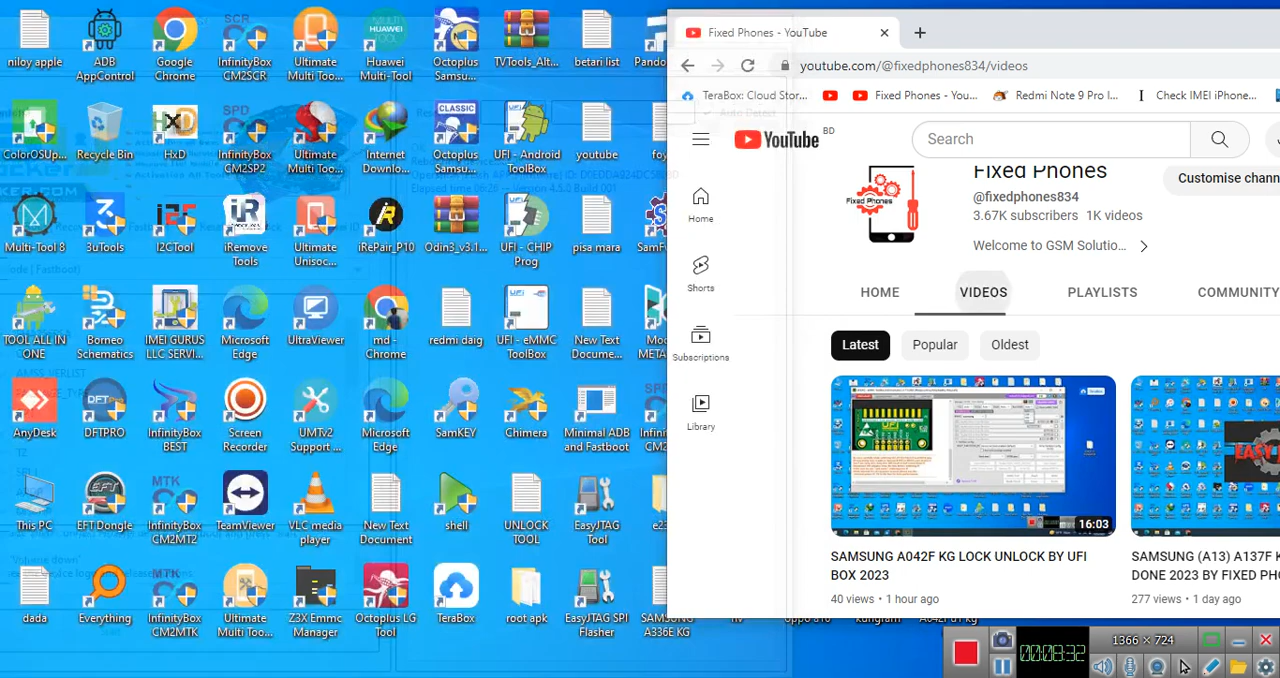 niloy apple
ADB
AppControl
Google
Chrome
InfinityBox
CM2SCR
Ultimate
Multi Too...
Huawei
Multi-Tool
Octoplus
Samsu...
TVTools_Alt...
betari list
ColorOSUp...
Recycle Bin
HxD
InfinityBox
CM2SP2
Ultimate
Multi Too...
Internet
Downlo...
CLASSIC
Octoplus
Samsu...
UFI - Android
ToolBox
youtube
Multi-Tool 8
3uTools
I2CTool
iRemove
Tools
Ultimate
Unisoc...
iRePair_P10
Odin3_v3.1...
UFI - CHIP
Prog
pisa mara
TOOL ALL IN
ONE
Borneo
Schematics
IMEI GURUS
LLC SERVI...
Microsoft
Edge
UltraViewer
md -
Chrome
redmi daig
UFI - eMMC
ToolBox
New Text
Docume...
AnyDesk
DFTPRO
InfinityBox
BEST
Screen
Recorder
UMTv2
Support ...
Microsoft
Edge
SamKEY
Chimera
Minimal ADB
and Fastboot
This PC
EFT Dongle
InfinityBox
CM2MT2
TeamViewer
VLC media
player
New Text
Document
shell
UNLOCK
TOOL
EasyJTAG
Tool
dada
Everything
InfinityBox
CM2MTK
Ultimate
Multi Too...
Z3X Emmc
Manager
Octoplus LG
Tool
TeraBox
root apk
EasyJTAG SPI
Flasher
A336E KG
Fixed Phones - YouTube
youtube.com/@fixedphones834/videos
TeraBox: Cloud Stor...
Fixed Phones - You...
Redmi Note 9 Pro I...
Check IMEI iPhone...
YouTube BD
Search
Home
Shorts
Subscriptions
Library
Fixed Phones
Fixed Phones
@fixedphones834
3.67K subscribers 1K videos
Welcome to GSM Solutio...
Customise chann
HOME
VIDEOS
PLAYLISTS
COMMUNITY
Latest
Popular
Oldest
16:03
SAMSUNG A042F KG LOCK UNLOCK BY UFI
BOX 2023
40 views • 1 hour ago
SAMSUNG (A13) A137F K
DONE 2023 BY FIXED PHO
277 views • 1 day ago
00:08:32
1366 × 724